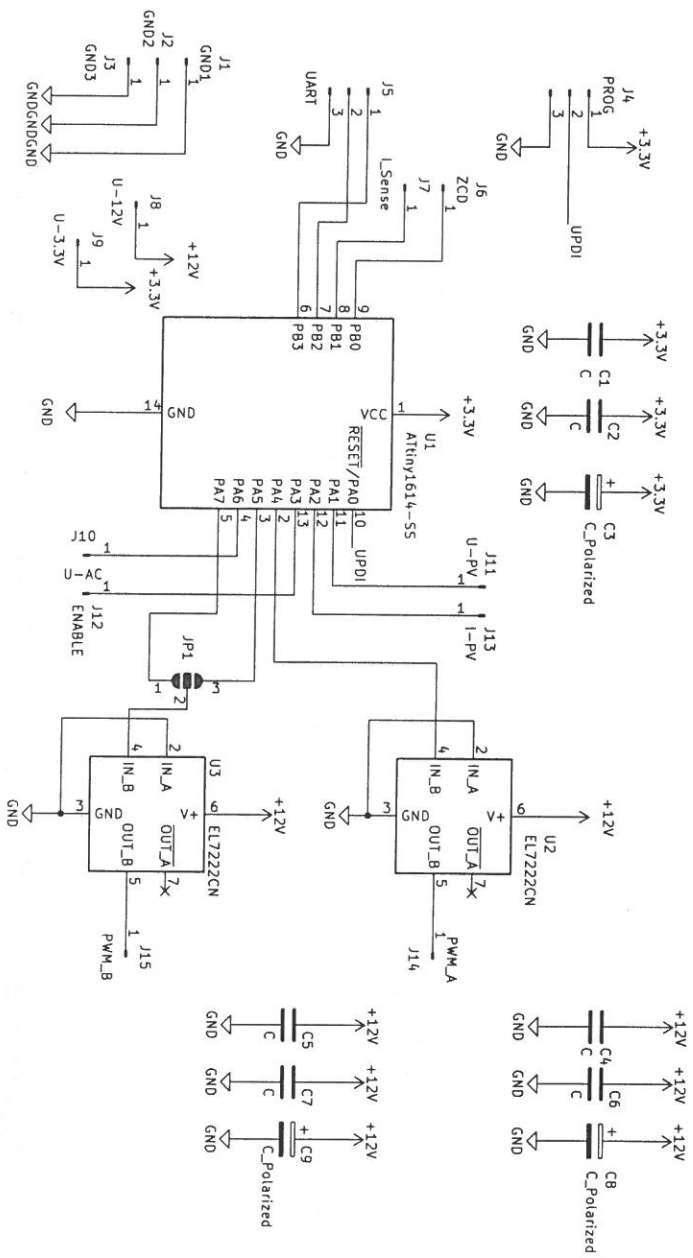 J4
PROG
1
2
3
+3.3V
UPDI
GND
+3.3V
C1
C
GND
+3.3V
C2
C
GND
+3.3V
+
C3
C_Polarized
GND
+12V
C4
C
GND
+12V
C6
C
GND
+12V
+
C8
C_Polarized
GND
J5
UART
1
2
3
GND
J6
ZCD
1
J7
I_Sense
1
J1
GND1
1
J2
GND2
1
J3
GND3
1
GND
GND
GND
J8
U-12V
1
+12V
J9
U-3.3V
1
+3.3V
U1
ATtiny1614-SS
+3.3V
1
VCC
9
PB0
8
PB1
7
PB2
6
PB3
14
GND
GND
RESET/PA0
10
UPDI
PA1
11
PA2
12
PA3
13
PA4
2
PA5
3
PA6
4
PA7
5
J11
U-PV
1
J13
I-PV
1
J10
U-AC
1
J12
ENABLE
1
JP1
1
2
3
U2
EL7222CN
+12V
6
V+
2
IN_A
4
IN_B
OUT_A
7
OUT_B
5
3
GND
GND
J14
PWM_A
1
U3
EL7222CN
+12V
6
V+
2
IN_A
4
IN_B
OUT_A
7
OUT_B
5
3
GND
GND
J15
PWM_B
1
+12V
C5
C
GND
+12V
C7
C
GND
+12V
+
C9
C_Polarized
GND